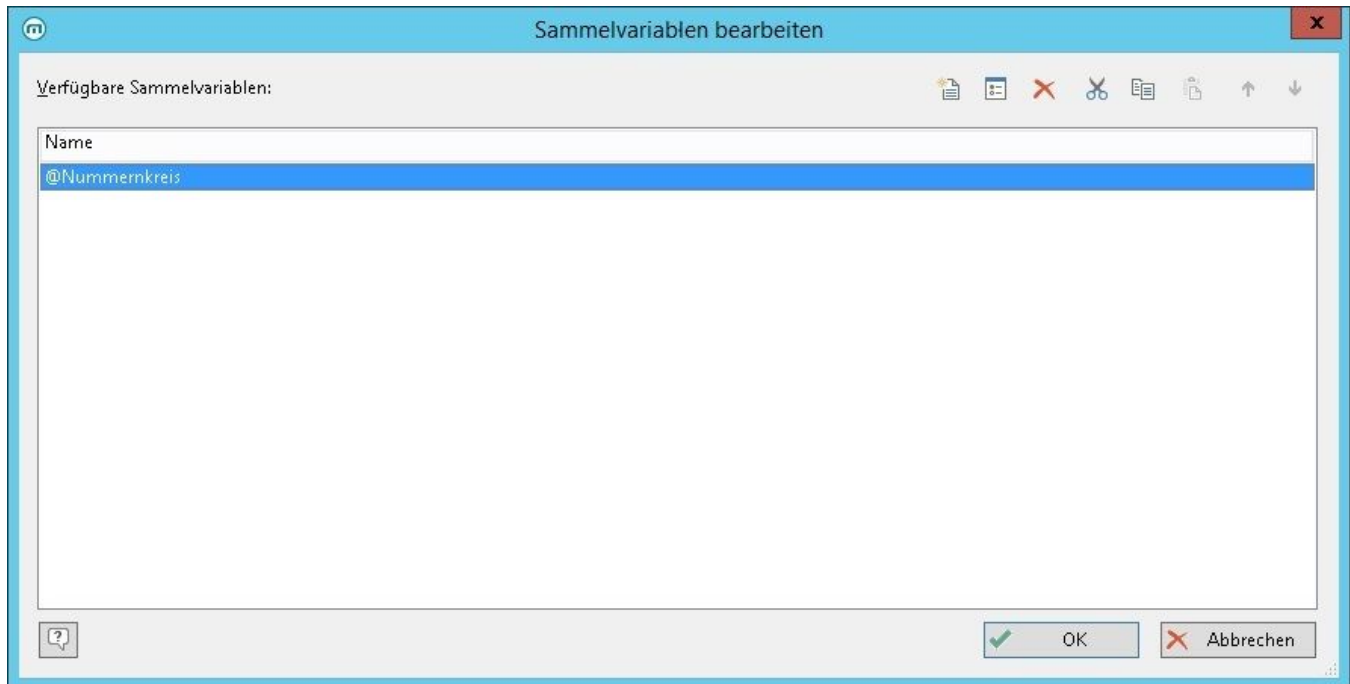 Sammelvariablen bearbeiten
Verfügbare Sammelvariablen:
Name
@Nummernkreis
OK
Abbrechen